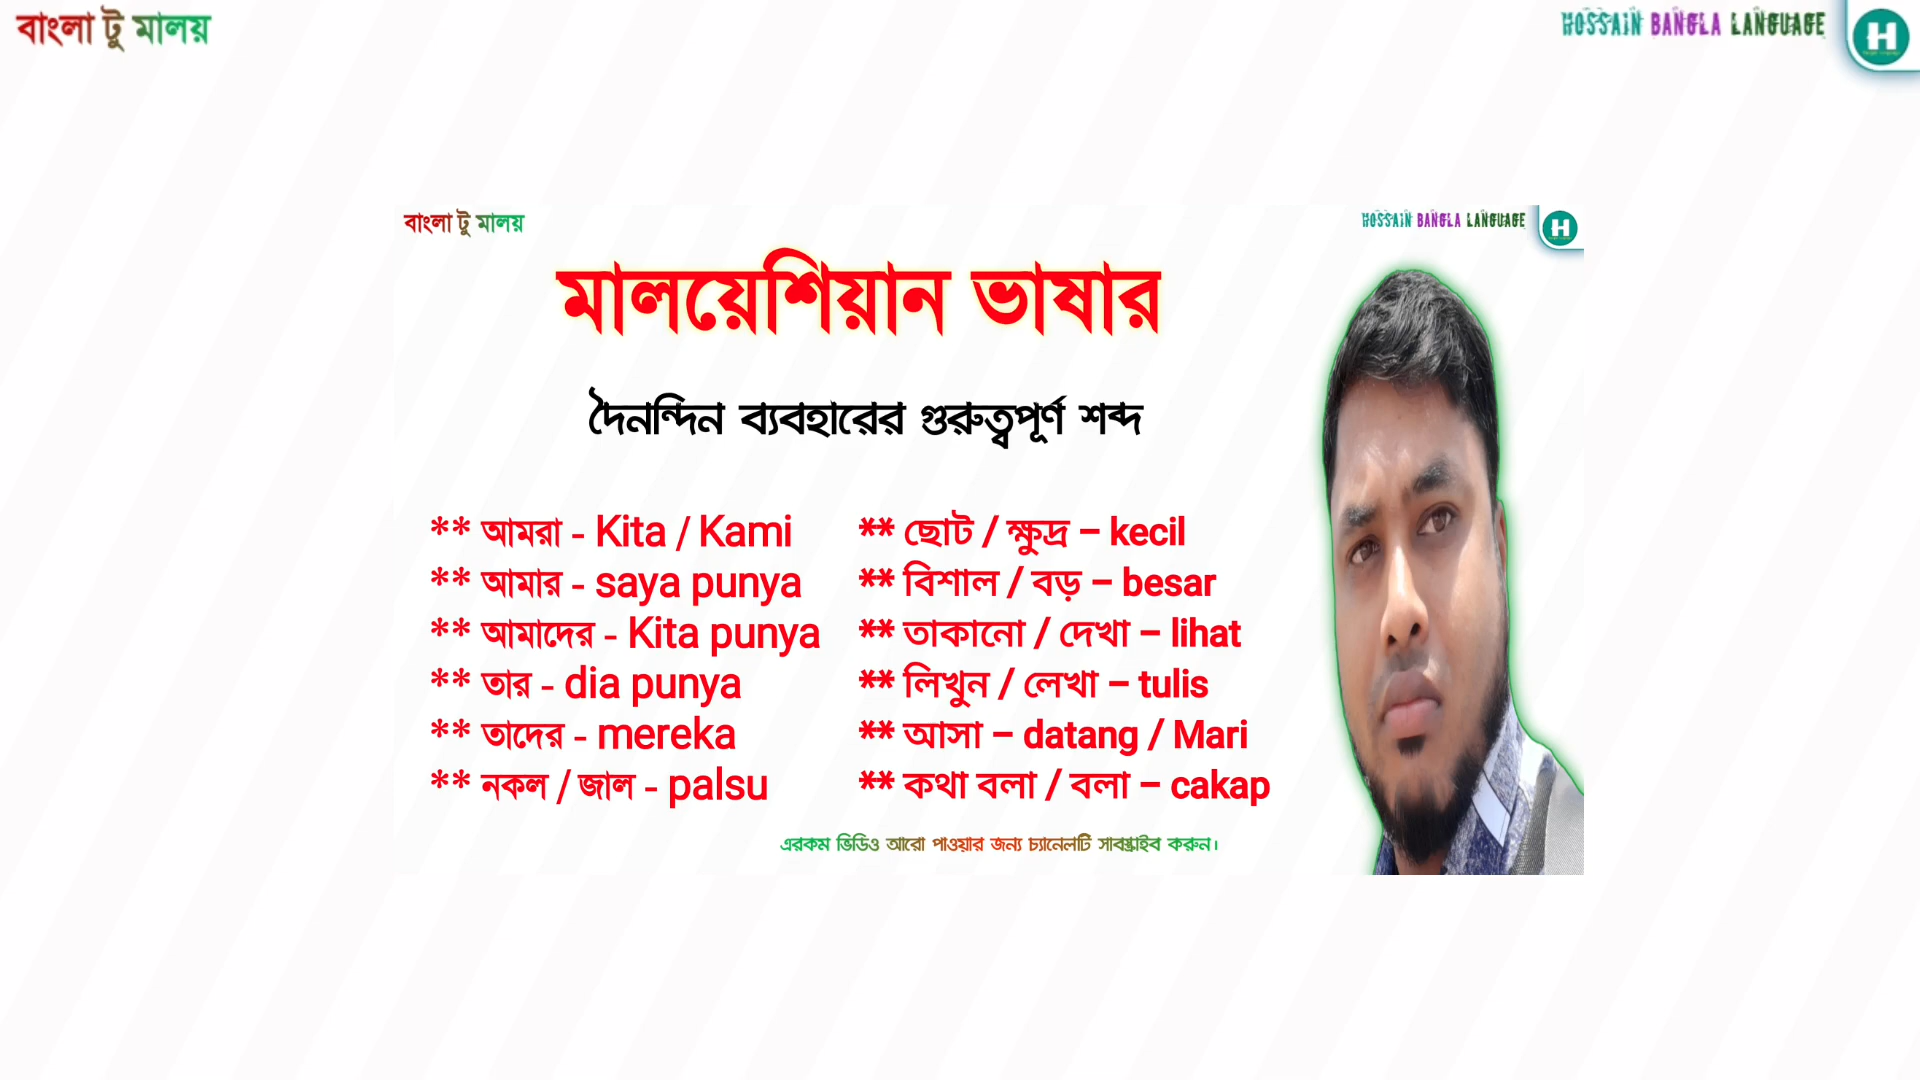 বাংলা টু মালয়
HOSSAIN BANGLA LANGUAGE
H
বাংলা টু মালয়
HOSSAIN BANGLA LANGUAGE
H
মালয়েশিয়ান ভাষার
দৈনন্দিন ব্যবহারের গুরুত্বপূর্ণ শব্দ
** আমরা - Kita / Kami
** আমার - saya punya
** আমাদের - Kita punya
** তার - dia punya
** তাদের - mereka
** নকল / জাল - palsu
** ছোট / ক্ষুদ্র – kecil
** বিশাল / বড় – besar
** তাকানো / দেখা – lihat
** লিখুন / লেখা – tulis
** আসা – datang / Mari
** কথা বলা / বলা – cakap
এরকম ভিডিও আরো পাওয়ার জন্য চ্যানেলটি সাবস্ক্রাইব করুন।